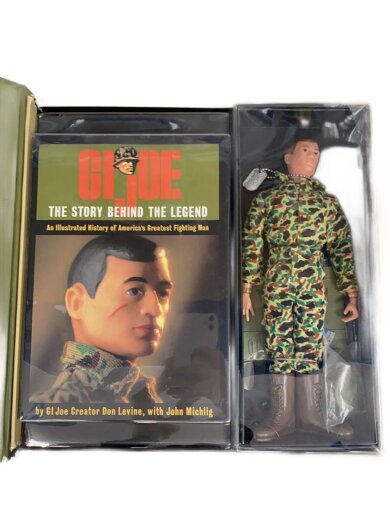 GI JOE
THE STORY BEHIND THE LEGEND
An Illustrated History of America's Greatest Fighting Man
by GI Joe Creator Don Levine, with John Michlig